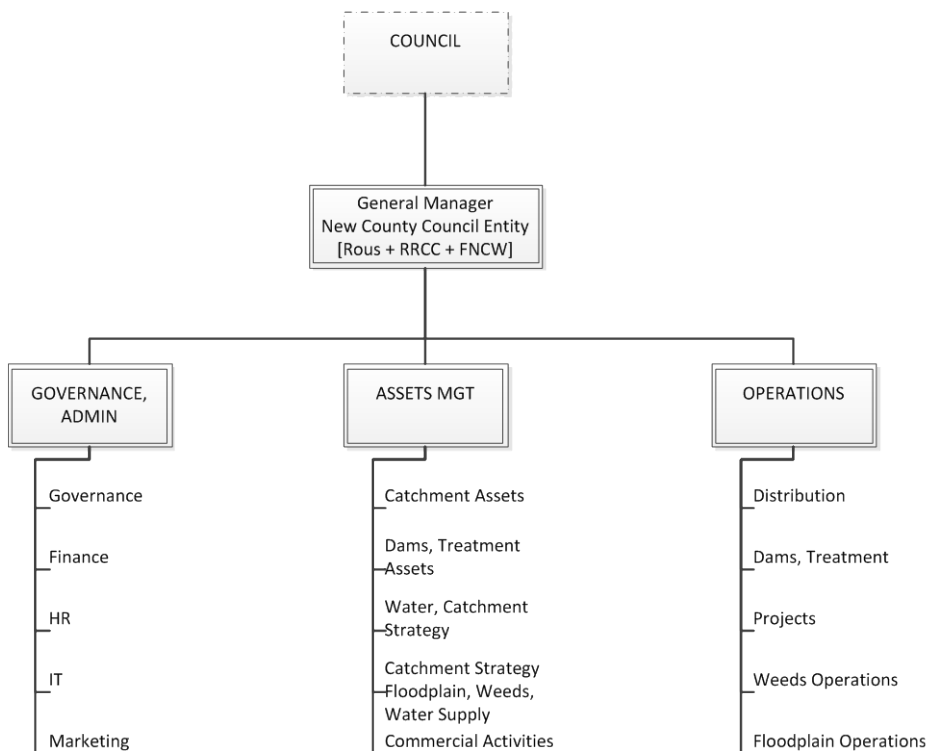 COUNCIL
General Manager
New County Council Entity
[Rous + RRCC + FNCW]
GOVERNANCE,
ADMIN
ASSETS MGT
OPERATIONS
Governance
Finance
HR
IT
Marketing
Catchment Assets
Dams, Treatment
Assets
Water, Catchment
Strategy
Catchment Strategy
Floodplain, Weeds,
Water Supply
Commercial Activities
Distribution
Dams, Treatment
Projects
Weeds Operations
Floodplain Operations